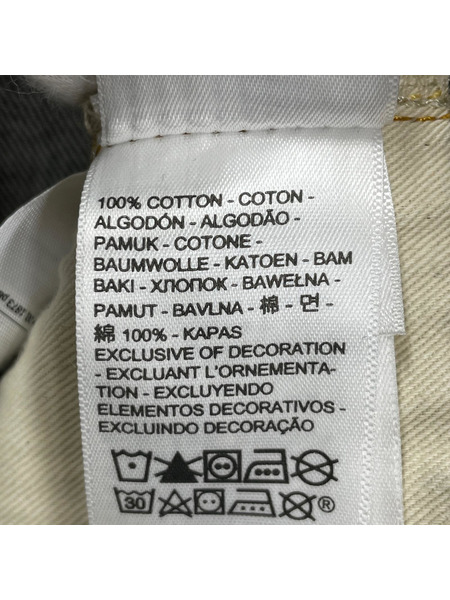 100% COTTON - COTON -
ALGODÓN - ALGODÃO -
PAMUK - COTONE -
BAUMWOLLE - KATOEN - BAM
BAKI - ХЛОПОК - BAWEŁNA -
PAMUT - BAVLNA - 棉 - 면 -
綿 100% - KAPAS
EXCLUSIVE OF DECORATION
- EXCLUANT L'ORNEMENTA-
TION - EXCLUYENDO
ELEMENTOS DECORATIVOS -
EXCLUINDO DECORAÇÃO
30 ®